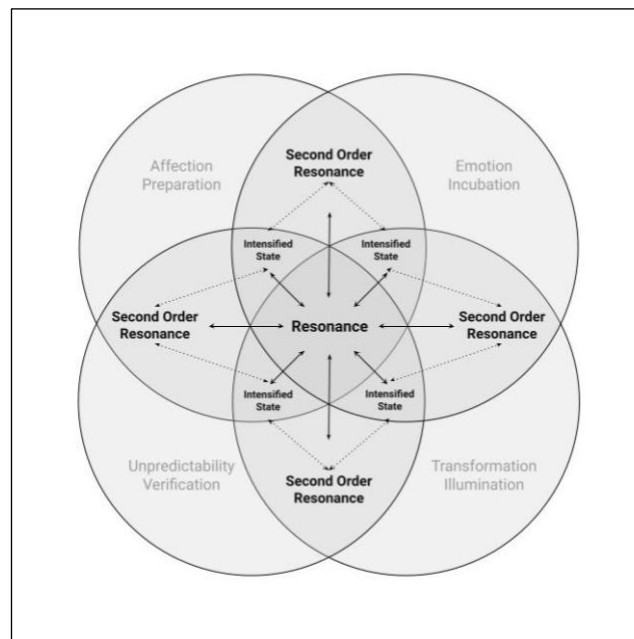 Second Order
Resonance
Affection
Preparation
Emotion
Incubation
Intensified
State
Intensified
State
Second Order
Resonance
Resonance
Second Order
Resonance
Intensified
State
Intensified
State
Unpredictability
Verification
Second Order
Resonance
Transformation
Illumination